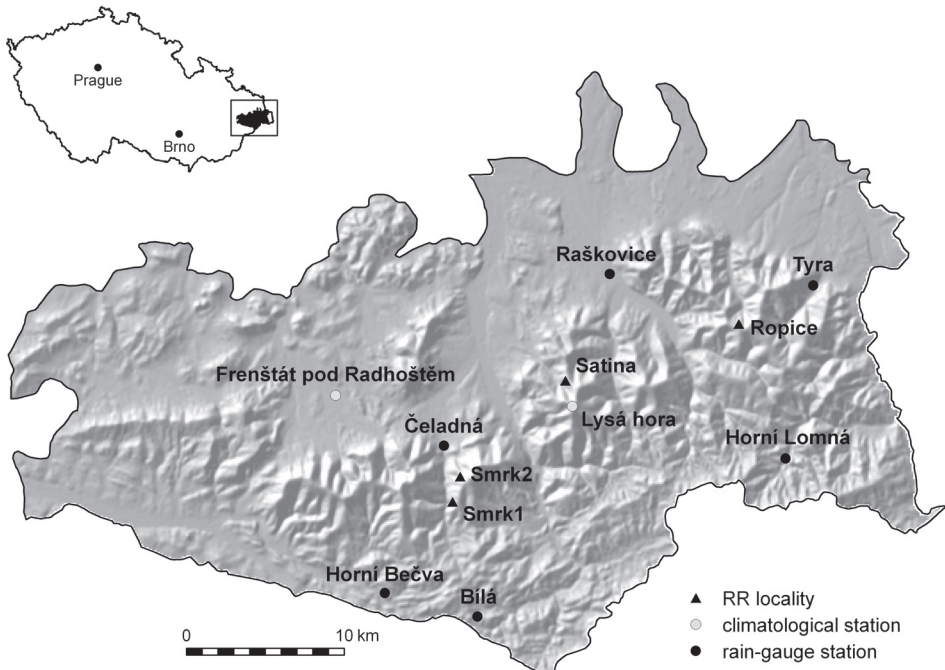 Prague
Brno
Raškovice
Tyra
Ropice
Satina
Frenštát pod Radhoštěm
Lysá hora
Čeladná
Horní Lomná
Smrk2
Smrk1
Horní Bečva
Bílá
0 10 km
RR locality
climatological station
rain-gauge station